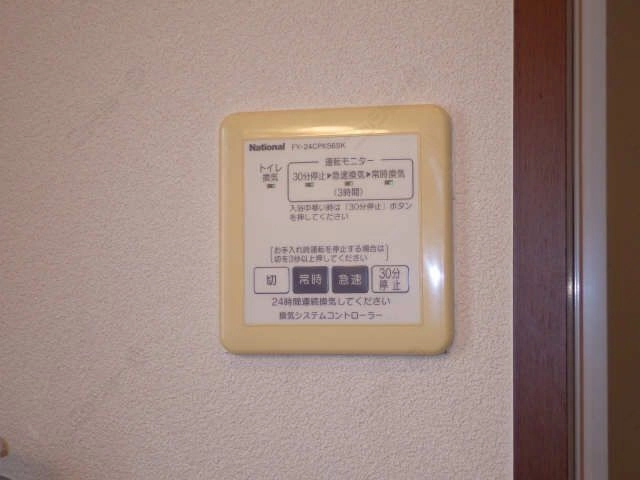 National FY-24CPKS6SK
運転モニター
トイレ
換気
30分停止▸急速換気▸常時換気
(3時間)
入浴中寒い時は「30分停止」ボタン
を押してください
お手入れ時運転を停止する場合は
切を3秒以上押してください
切 常時 急速 30分
停止
24時間連続換気してください
換気システムコントローラー